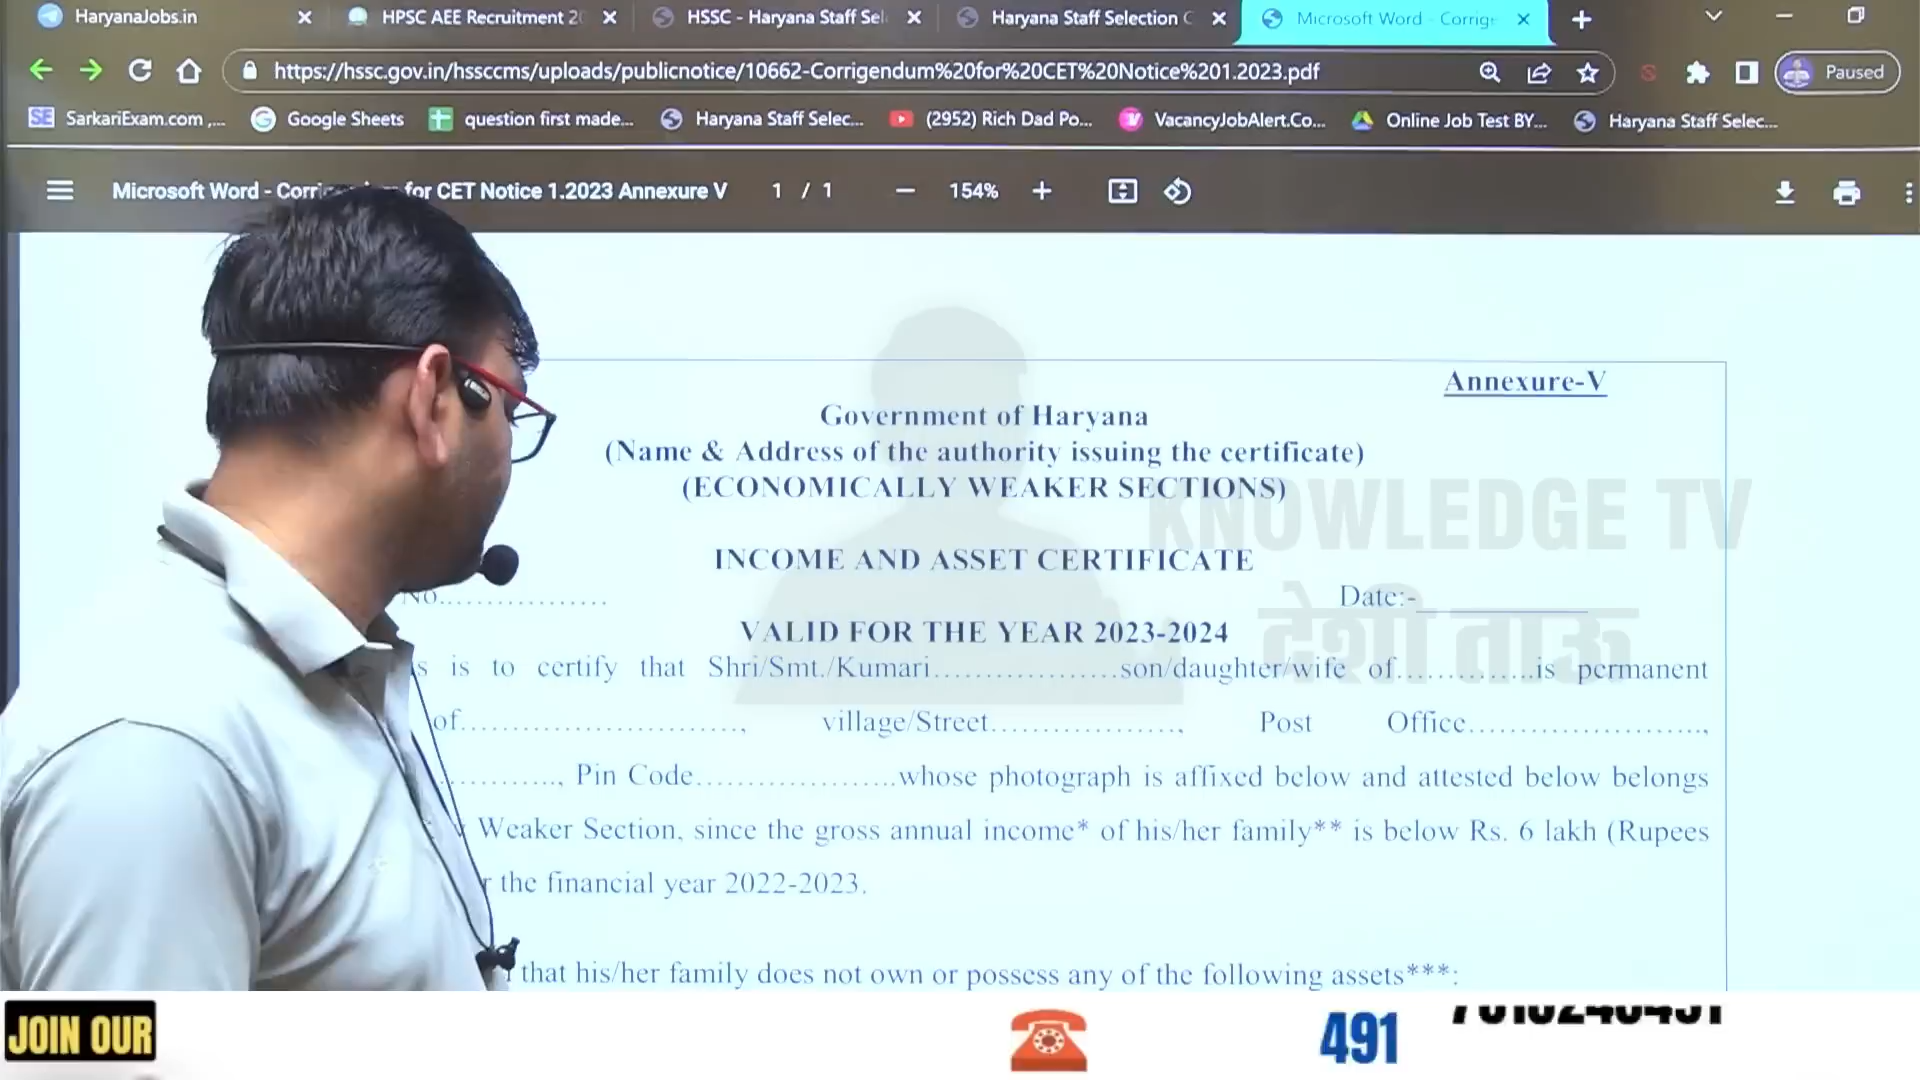 HaryanaJobs.in
HPSC AEE Recruitment 2
HSSC - Haryana Staff Sel
Haryana Staff Selection C
Microsoft Word - Corrig
https://hssc.gov.in/hssccms/uploads/publicnotice/10662-Corrigendum%20for%20CET%20Notice%201.2023.pdf
Paused
SE SarkariExam.com ,...
Google Sheets
question first made...
Haryana Staff Selec...
(2952) Rich Dad Po...
VacancyJobAlert.Co...
Online Job Test BY...
Haryana Staff Selec...
Microsoft Word - Corri for CET Notice 1.2023 Annexure V
1 / 1
154%
Annexure-V
Government of Haryana
(Name & Address of the authority issuing the certificate)
(ECONOMICALLY WEAKER SECTIONS)
KNOWLEDGE TV
INCOME AND ASSET CERTIFICATE
No................. Date:-
देशी ताऊ
VALID FOR THE YEAR 2023-2024
s is to certify that Shri/Smt./Kumari..................son/daughter/wife of..............is permanent
of............................, village/Street..................., Post Office.......................,
............, Pin Code....................whose photograph is affixed below and attested below belongs
Weaker Section, since the gross annual income* of his/her family** is below Rs. 6 lakh (Rupees
r the financial year 2022-2023.
that his/her family does not own or possess any of the following assets***:
JOIN OUR
491